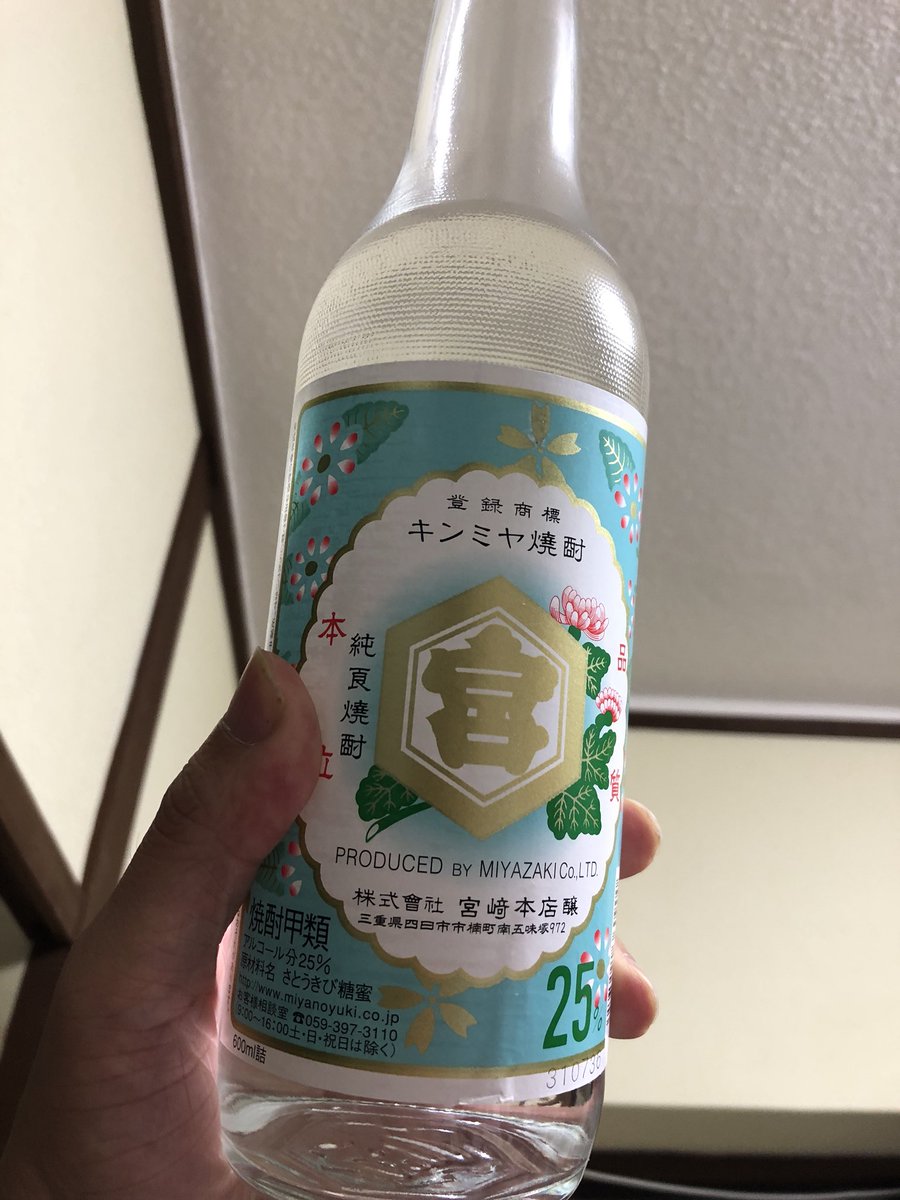 登録商標
キンミヤ焼酎
本
純良焼酎
立
宮
品
質
PRODUCED BY MIYAZAKI Co.,LTD.
株式會社 宮﨑本店醸
三重県四日市市楠町南五味塚972
焼酎甲類
アルコール分25%
原材料名 さとうきび糖蜜
http://www.miyanoyuki.co.jp
お客様相談室 ☎059-397-3110
(9:00〜16:00土・日・祝日は除く)
600ml詰
25%
310736